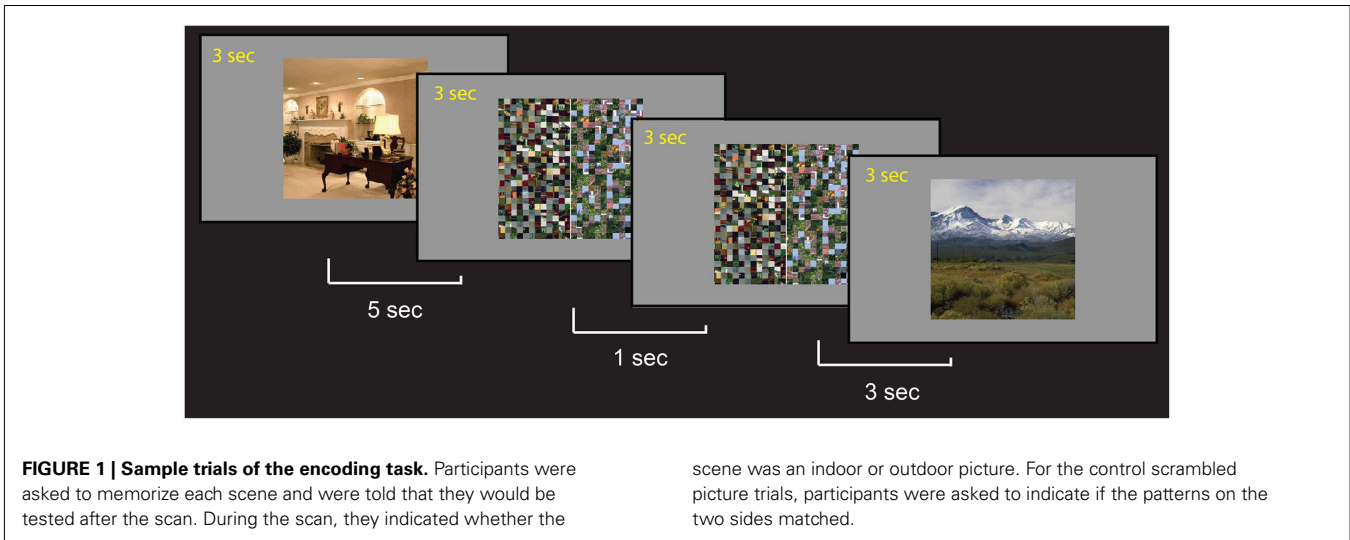 3 sec
3 sec
3 sec
3 sec
5 sec
1 sec
3 sec
FIGURE 1 | Sample trials of the encoding task. Participants were
asked to memorize each scene and were told that they would be
tested after the scan. During the scan, they indicated whether the
scene was an indoor or outdoor picture. For the control scrambled
picture trials, participants were asked to indicate if the patterns on the
two sides matched.